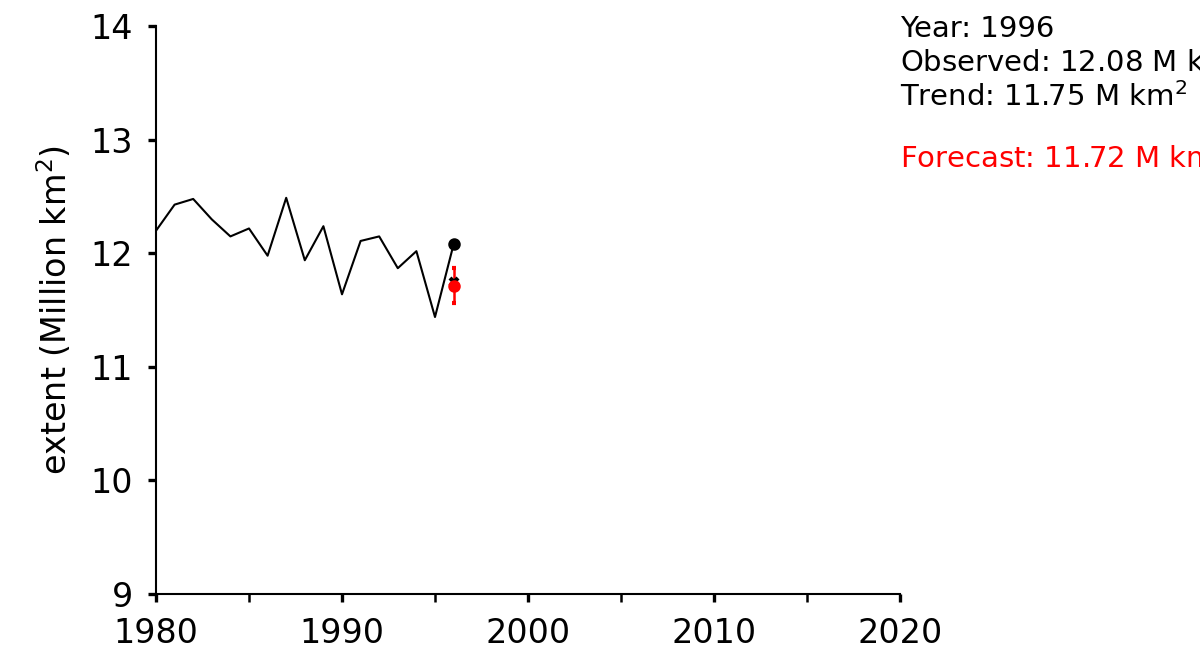 14
13
12
11
10
9
extent (Million km²)
1980
1990
2000
2010
2020
Year: 1996
Observed: 12.08 M k
Trend: 11.75 M km²
Forecast: 11.72 M km